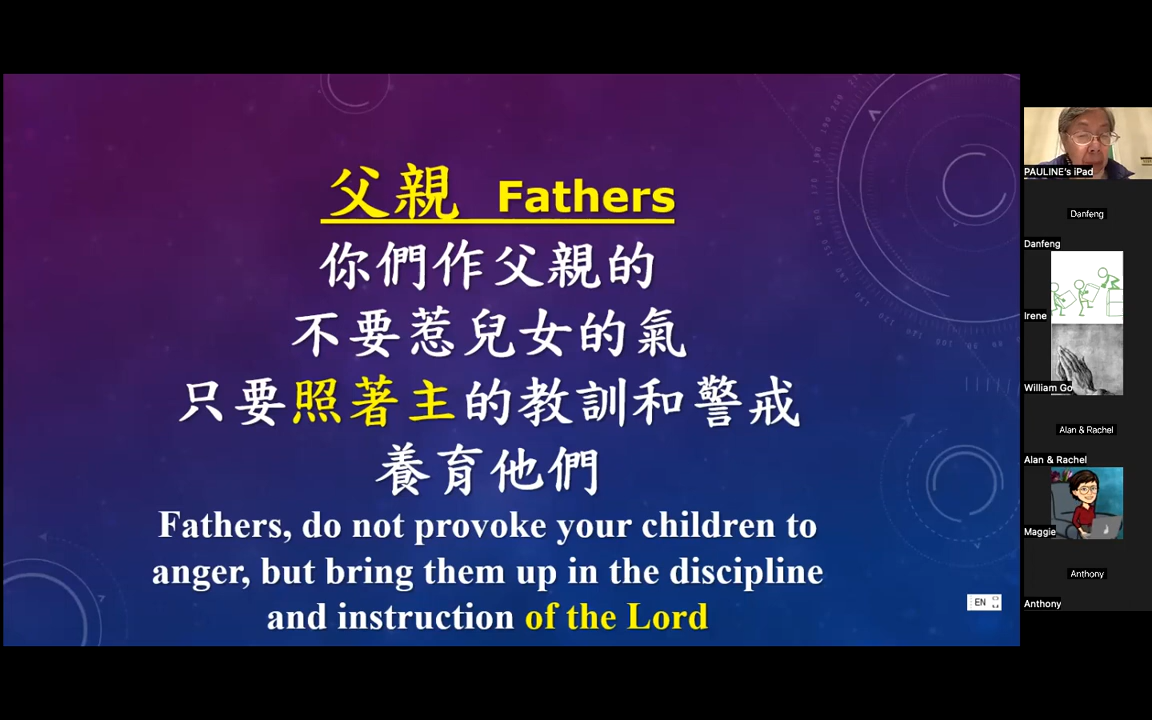 父親 Fathers
你們作父親的
不要惹兒女的氣
只要照著主的教訓和警戒
養育他們
Fathers, do not provoke your children to
anger, but bring them up in the discipline
and instruction of the Lord
EN
PAULINE's iPad
Danfeng
Danfeng
Irene
William Go
Alan & Rachel
Alan & Rachel
Maggie
Anthony
Anthony